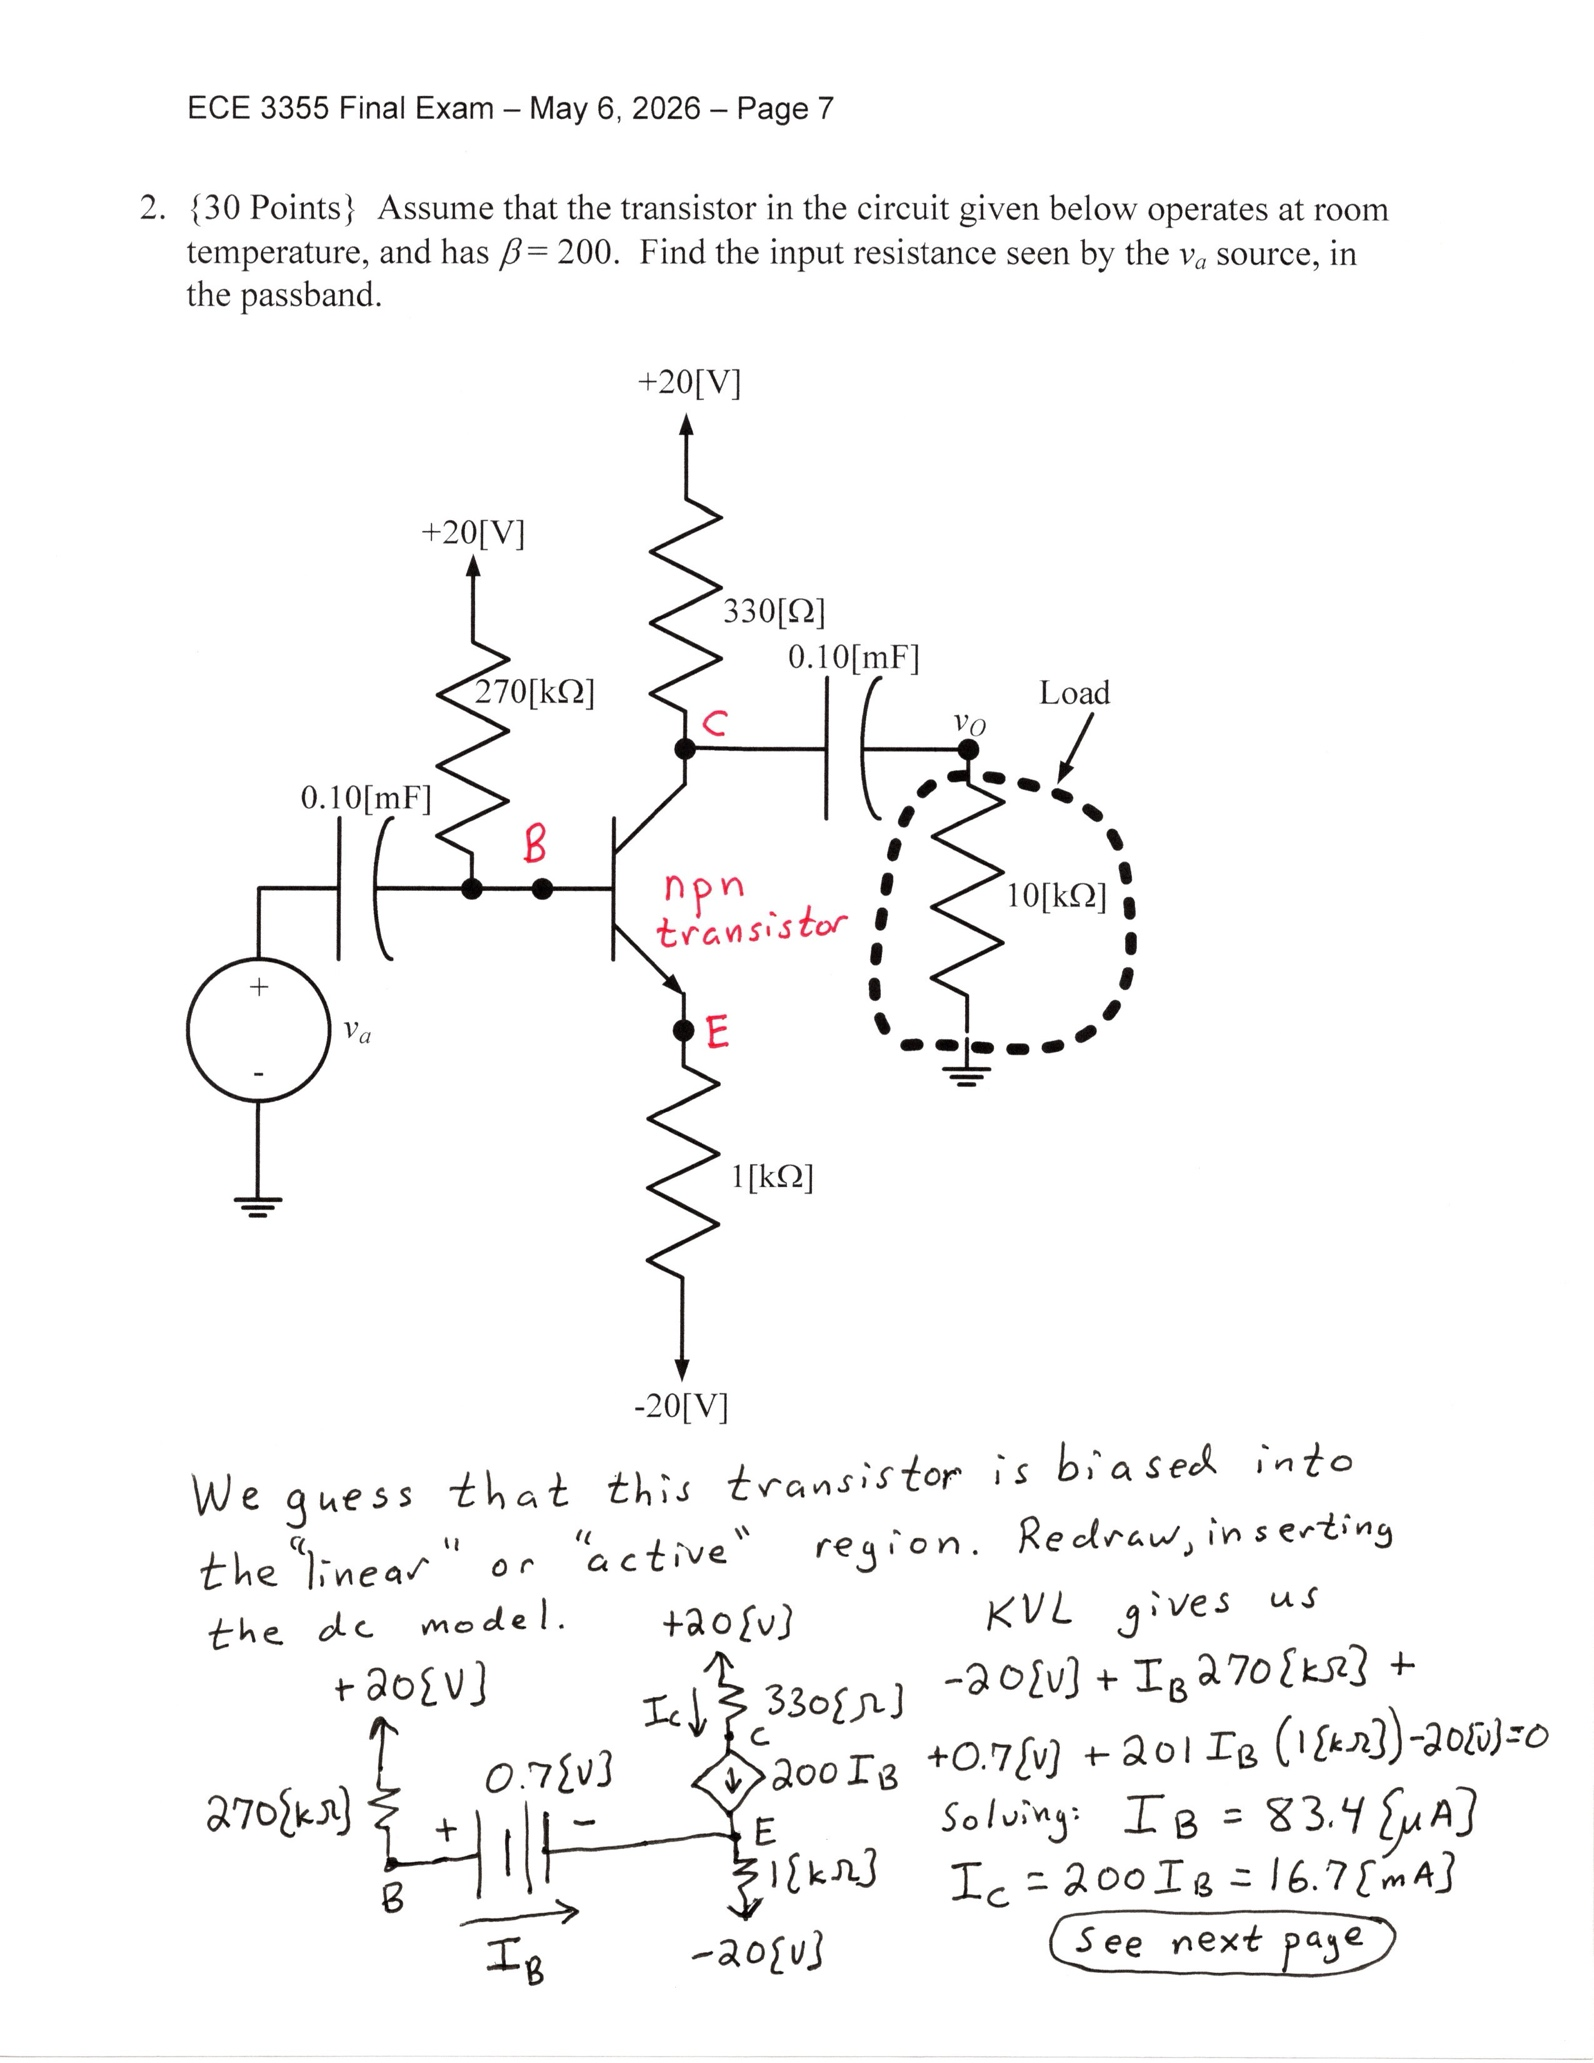 ECE 3355 Final Exam – May 6, 2026 – Page 7
2. {30 Points} Assume that the transistor in the circuit given below operates at room
temperature, and has β = 200. Find the input resistance seen by the va source, in
the passband.
+20[V]
+20[V]
330[Ω]
0.10[mF]
270[kΩ]
Load
C
vO
0.10[mF]
B
npn
transistor
10[kΩ]
+
va
-
E
1[kΩ]
-20[V]
We guess that this transistor is biased into
the "linear" or "active" region. Redraw, inserting
the dc model.
KVL gives us
+20[V]
+20[V]
-20[V] + IB 270[kΩ] +
IC↓
330[Ω]
C
0.7[V]
200 IB
+0.7[V] + 201 IB (1[kΩ])-20[V]=0
270[kΩ]
+
-
E
Solving: IB = 83.4 [μA]
B
1[kΩ]
IC = 200 IB = 16.7 [mA]
IB
-20[V]
see next page